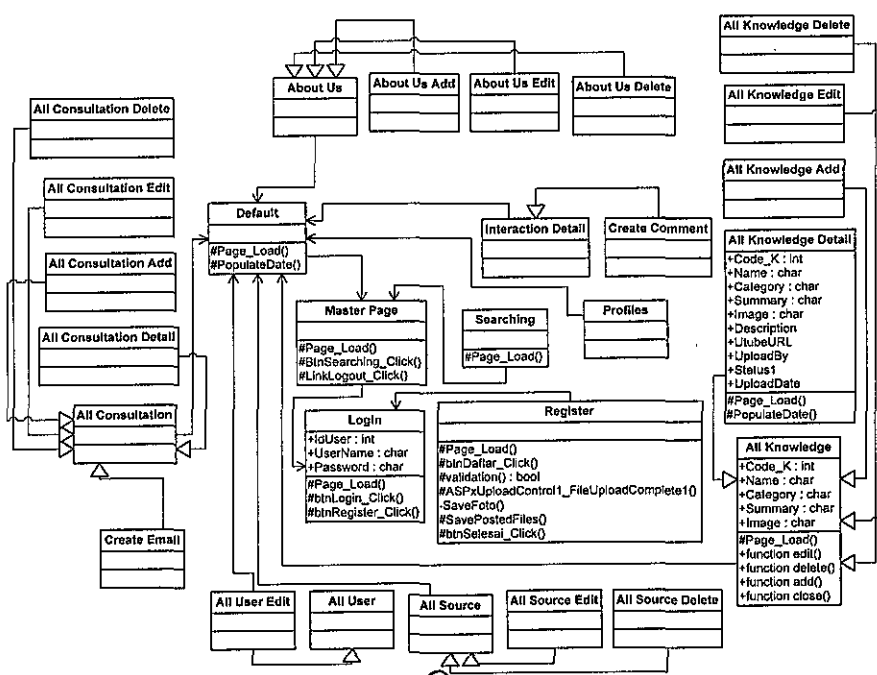 All Knowledge Delete
About Us
About Us Add
About Us Edit
About Us Delete
All Knowledge Edit
All Consultation Delete
All Knowledge Add
All Consultation Edit
Default
#Page_Load()
#PopulateDate()
Interaction Detail
Create Comment
All Knowledge Detail
+Code_K : int
+Name : char
+Category : char
+Summary : char
+Image : char
+Description
+UtubeURL
+UploadBy
+Status1
+UploadDate
#Page_Load()
#PopulateDate()
All Consultation Add
Master Page
#Page_Load()
#BtnSearching_Click()
#LinkLogout_Click()
Searching
#Page_Load()
Profiles
All Consultation Detail
All Consultation
Login
+IdUser : int
+UserName : char
+Password : char
#Page_Load()
#btnLogin_Click()
#btnRegister_Click()
Register
#Page_Load()
#btnDaftar_Click()
#validation() : bool
#ASPxUploadControl1_FileUploadComplete1()
-SaveFoto()
#SavePostedFiles()
#btnSelesai_Click()
All Knowledge
+Code_K : int
+Name : char
+Category : char
+Summary : char
+Image : char
#Page_Load()
+function edit()
+function delete()
+function add()
+function close()
Create Email
All User Edit
All User
All Source
All Source Edit
All Source Delete